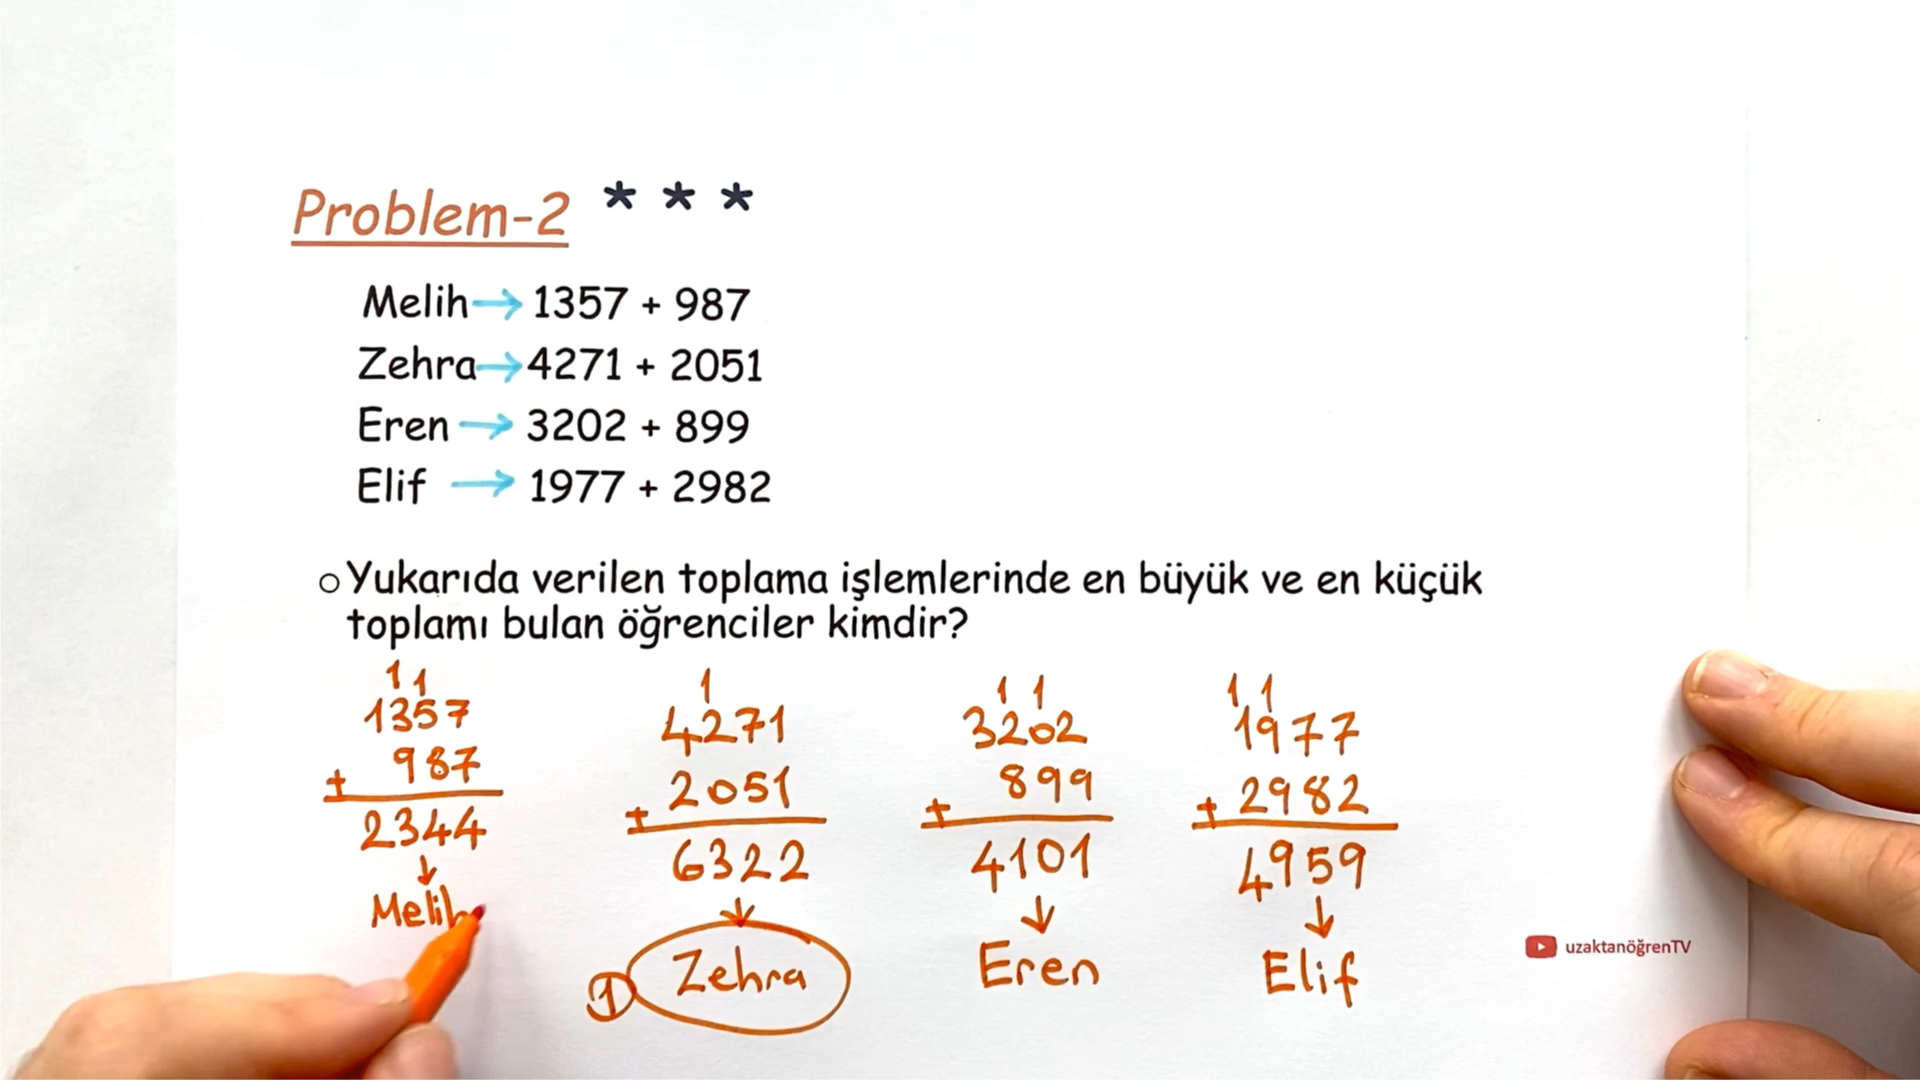 Problem-2 * * *
Melih → 1357 + 987
Zehra → 4271 + 2051
Eren → 3202 + 899
Elif → 1977 + 2982
○ Yukarıda verilen toplama işlemlerinde en büyük ve en küçük
toplamı bulan öğrenciler kimdir?
1 1
1357
+ 987
2344
↓
Melih
1
4271
+ 2051
6322
↓
1 Zehra
1 1
3202
+ 899
4101
↓
Eren
1 1
1977
+ 2982
4959
↓
Elif
uzaktanöğrenTV